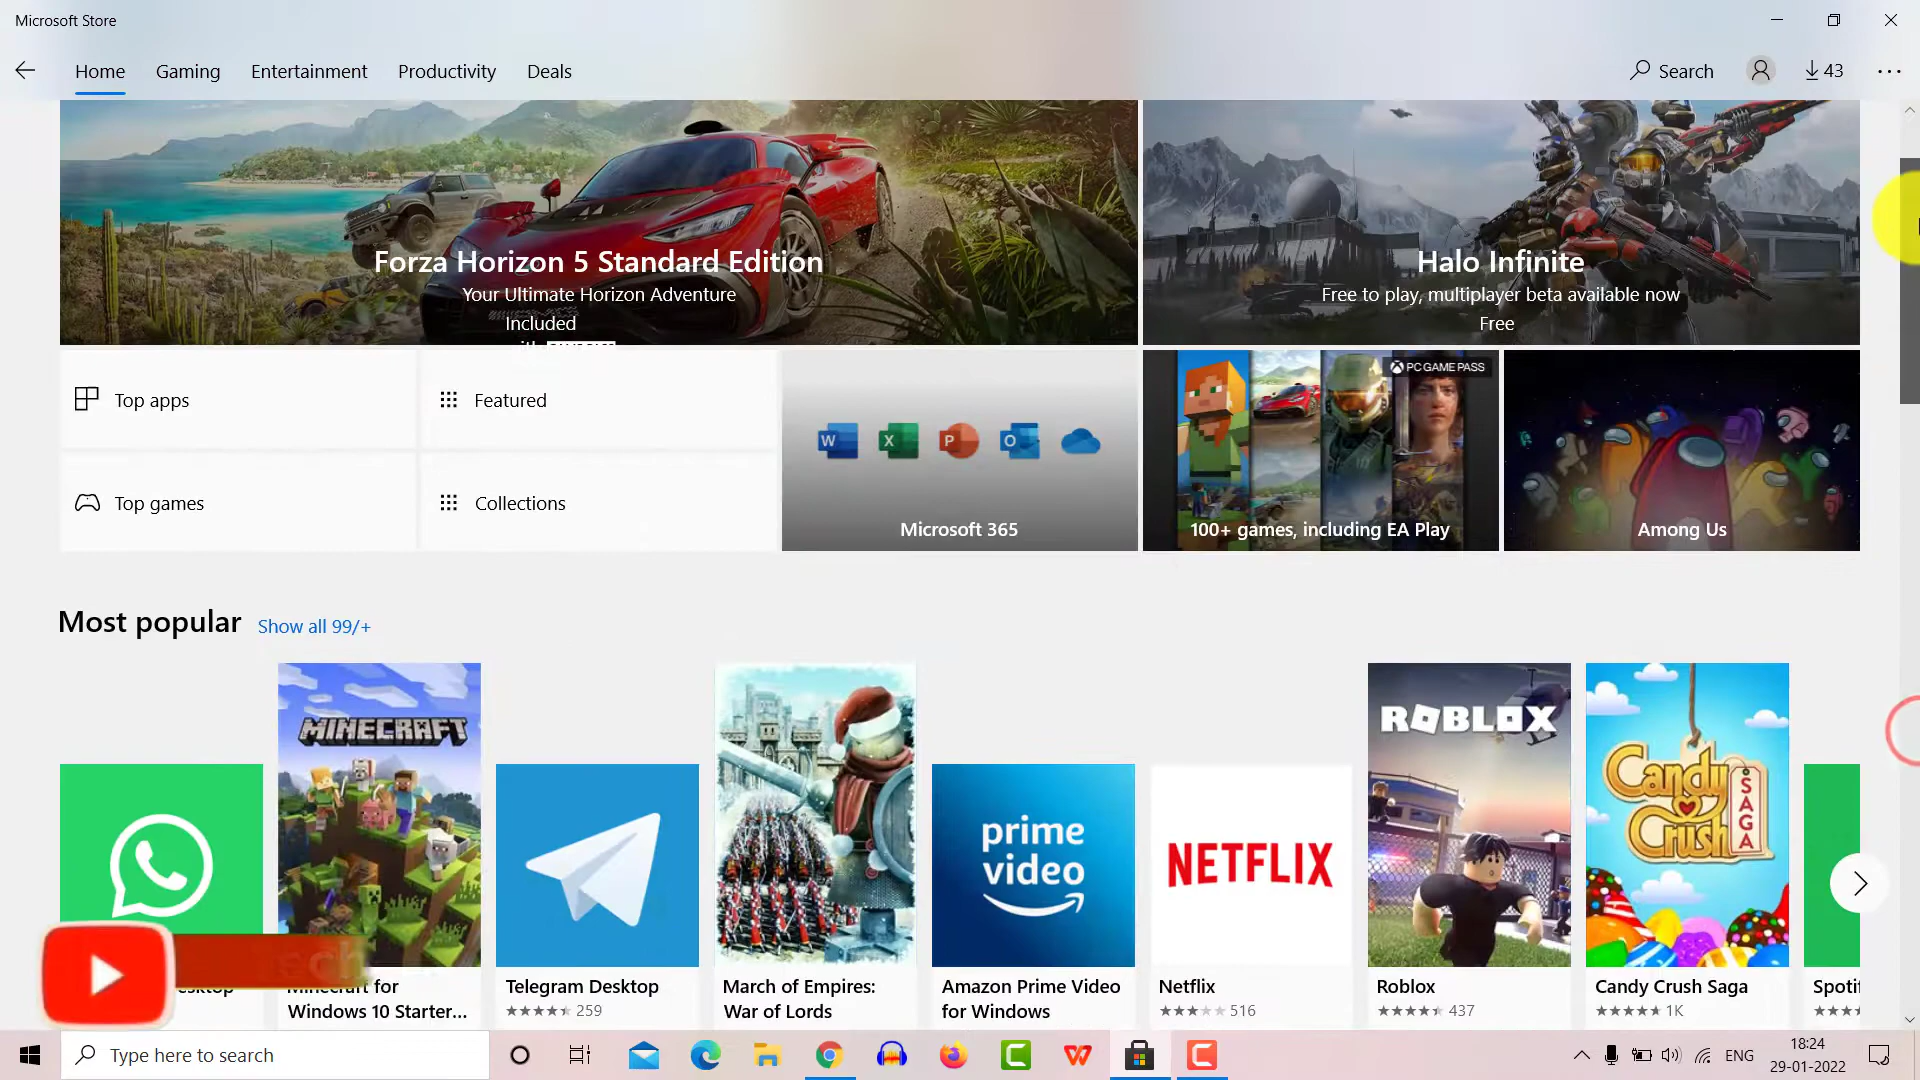 Microsoft Store
Home
Gaming
Entertainment
Productivity
Deals
Search
43
Forza Horizon 5 Standard Edition
Your Ultimate Horizon Adventure
Included
Halo Infinite
Free to play, multiplayer beta available now
Free
Top apps
Featured
Top games
Collections
W
X
P
O
Microsoft 365
PC GAME PASS
100+ games, including EA Play
Among Us
Most popular
Show all 99/+
MINECRAFT
prime
video
NETFLIX
ROBLOX
Candy
Crush
SAGA
Minecraft for
Windows 10 Starter...
Telegram Desktop
259
March of Empires:
War of Lords
Amazon Prime Video
for Windows
Netflix
516
Roblox
437
Candy Crush Saga
1K
Type here to search
ENG
18:24
29-01-2022